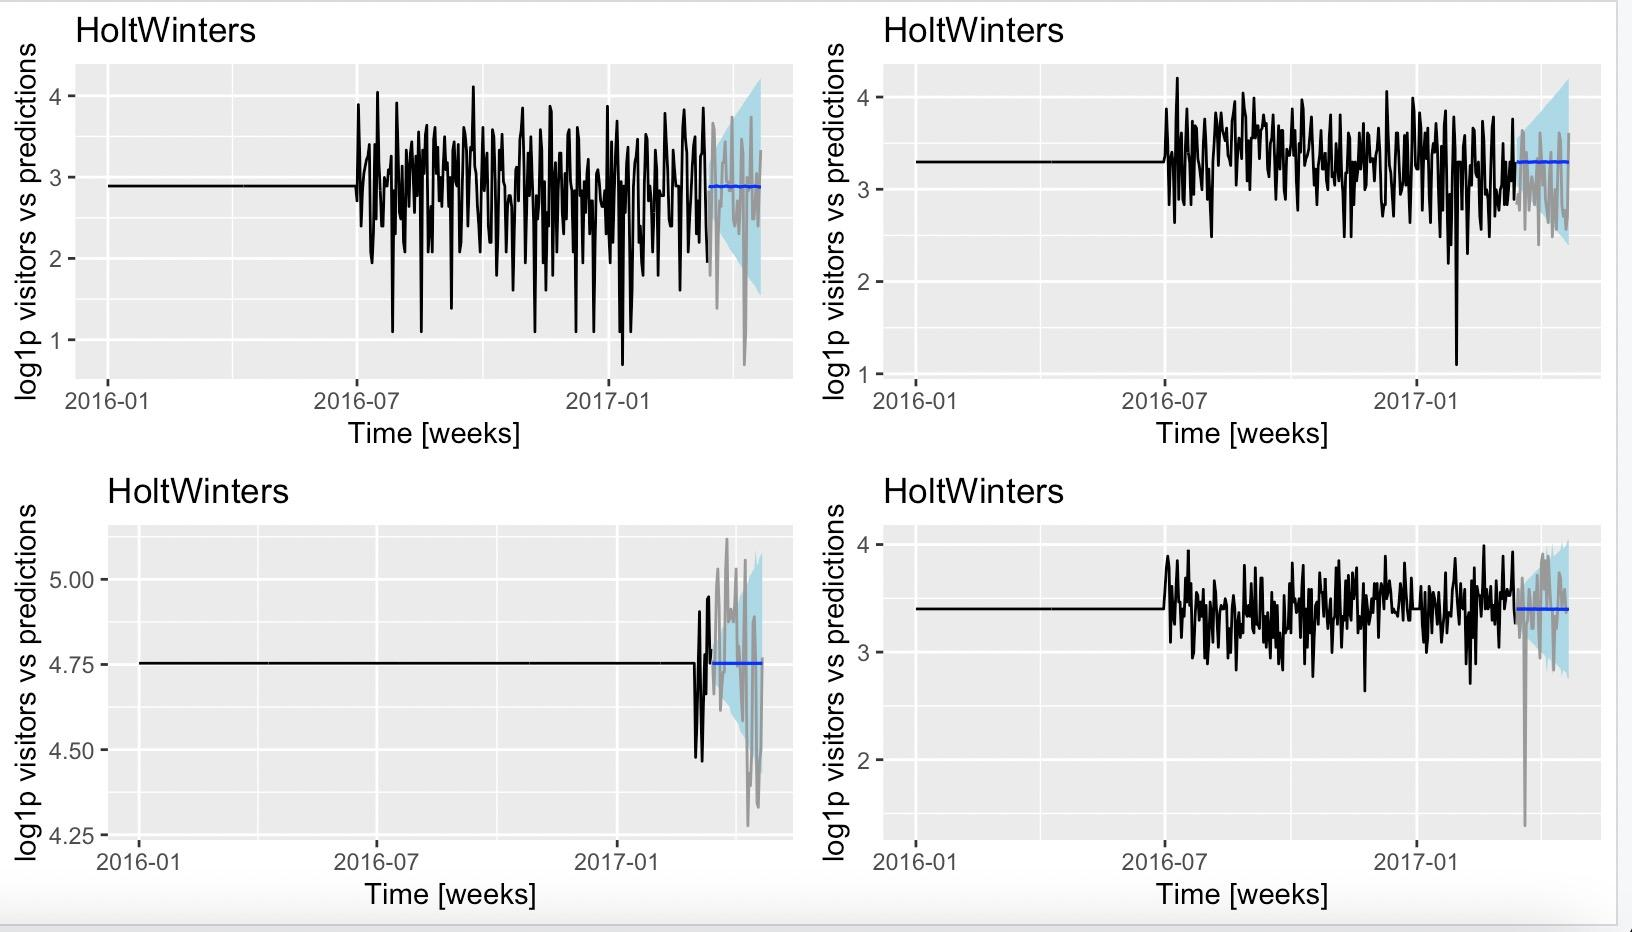 HoltWinters
log1p visitors vs predictions
4
3
2
1
2016-01 2016-07 2017-01
Time [weeks]
HoltWinters
log1p visitors vs predictions
4
3
2
1
2016-01 2016-07 2017-01
Time [weeks]
HoltWinters
log1p visitors vs predictions
5.00
4.75
4.50
4.25
2016-01 2016-07 2017-01
Time [weeks]
HoltWinters
log1p visitors vs predictions
4
3
2
2016-01 2016-07 2017-01
Time [weeks]